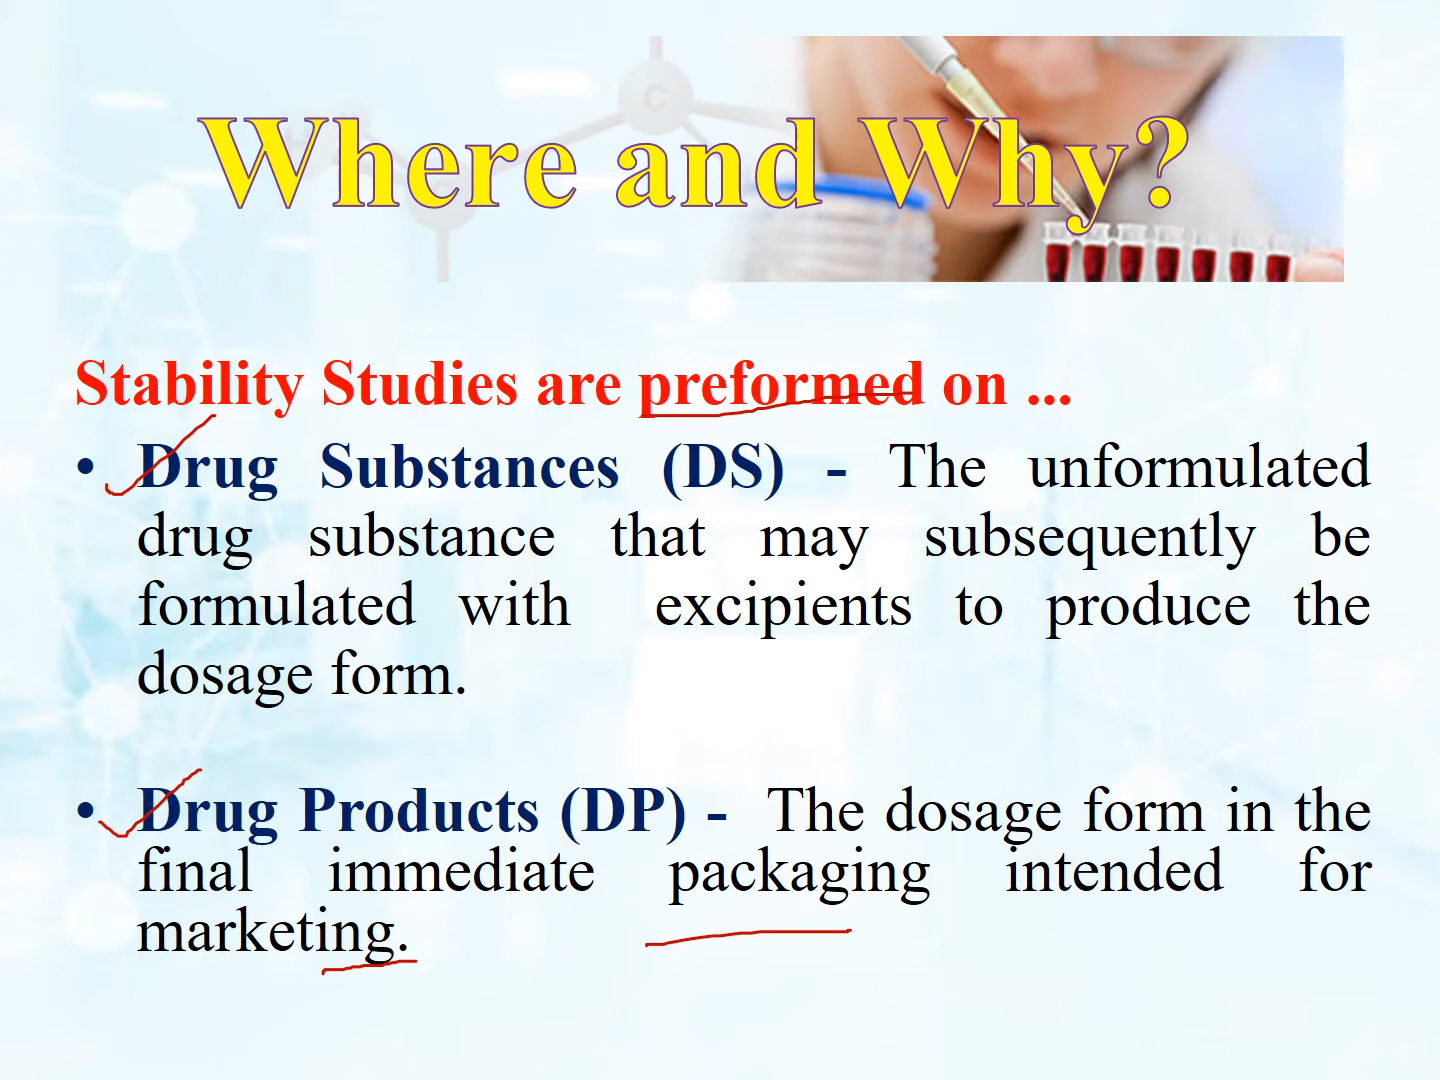 Where and Why?
Stability Studies are preformed on ...
• Drug Substances (DS) - The unformulated
drug substance that may subsequently be
formulated with excipients to produce the
dosage form.
• Drug Products (DP) - The dosage form in the
final immediate packaging intended for
marketing.